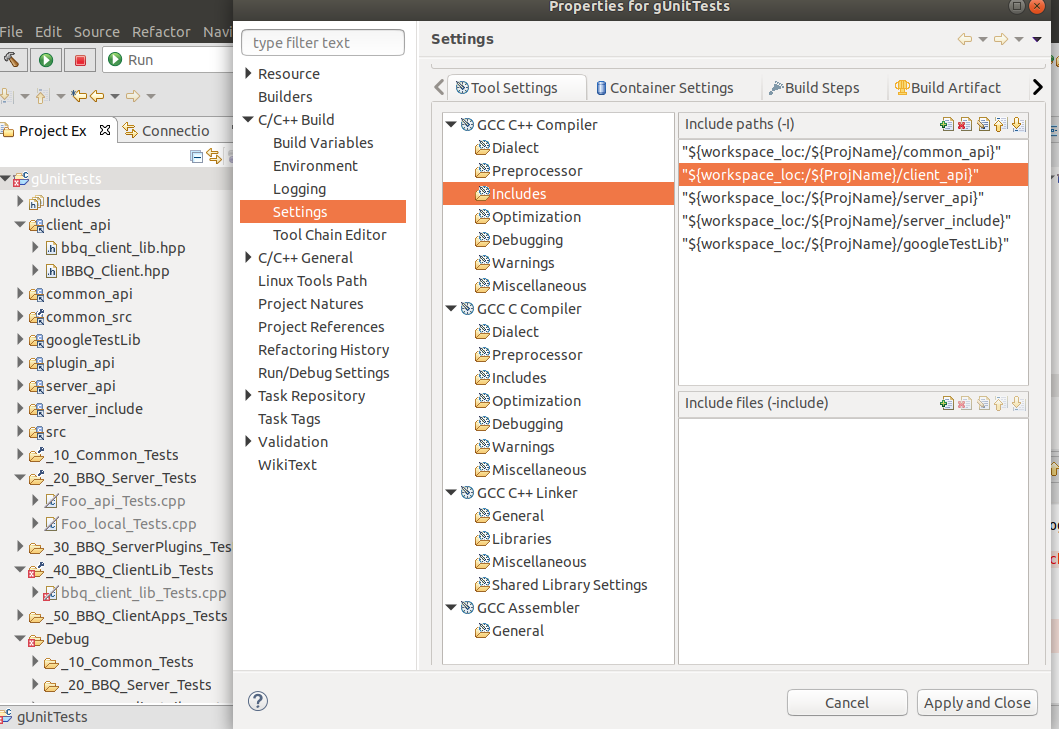 Properties for gUnitTests
File Edit Source Refactor Navi
Run
Project Ex
Connectio
gUnitTests
Includes
client_api
bbq_client_lib.hpp
IBBQ_Client.hpp
common_api
common_src
googleTestLib
plugin_api
server_api
server_include
src
_10_Common_Tests
_20_BBQ_Server_Tests
Foo_api_Tests.cpp
Foo_local_Tests.cpp
_30_BBQ_ServerPlugins_Tes
_40_BBQ_ClientLib_Tests
bbq_client_lib_Tests.cpp
_50_BBQ_ClientApps_Tests
Debug
_10_Common_Tests
_20_BBQ_Server_Tests
gUnitTests
type filter text
Resource
Builders
C/C++ Build
Build Variables
Environment
Logging
Settings
Tool Chain Editor
C/C++ General
Linux Tools Path
Project Natures
Project References
Refactoring History
Run/Debug Settings
Task Repository
Task Tags
Validation
WikiText
Settings
Tool Settings
Container Settings
Build Steps
Build Artifact
GCC C++ Compiler
Dialect
Preprocessor
Includes
Optimization
Debugging
Warnings
Miscellaneous
GCC C Compiler
Dialect
Preprocessor
Includes
Optimization
Debugging
Warnings
Miscellaneous
GCC C++ Linker
General
Libraries
Miscellaneous
Shared Library Settings
GCC Assembler
General
Include paths (-I)
"${workspace_loc:/${ProjName}/common_api}"
"${workspace_loc:/${ProjName}/client_api}"
"${workspace_loc:/${ProjName}/server_api}"
"${workspace_loc:/${ProjName}/server_include}"
"${workspace_loc:/${ProjName}/googleTestLib}"
Include files (-include)
Cancel
Apply and Close